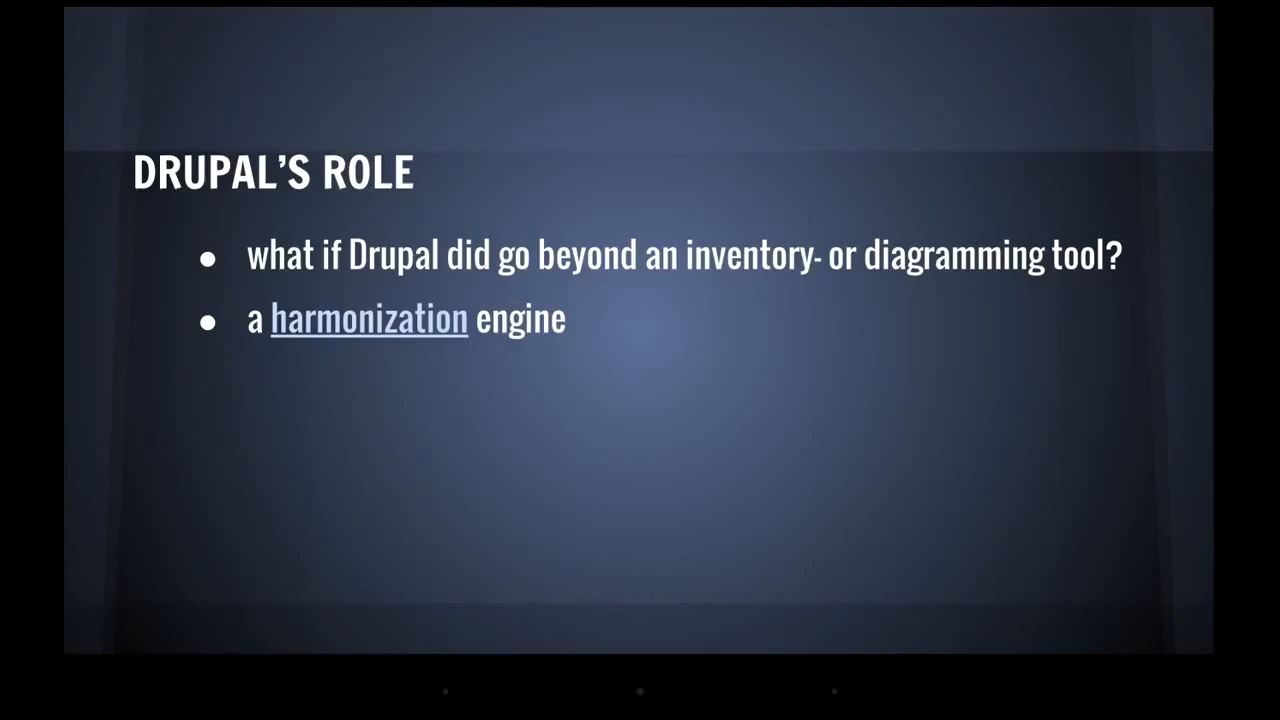 DRUPAL’S ROLE
● what if Drupal did go beyond an inventory- or diagramming tool?
● a harmonization engine